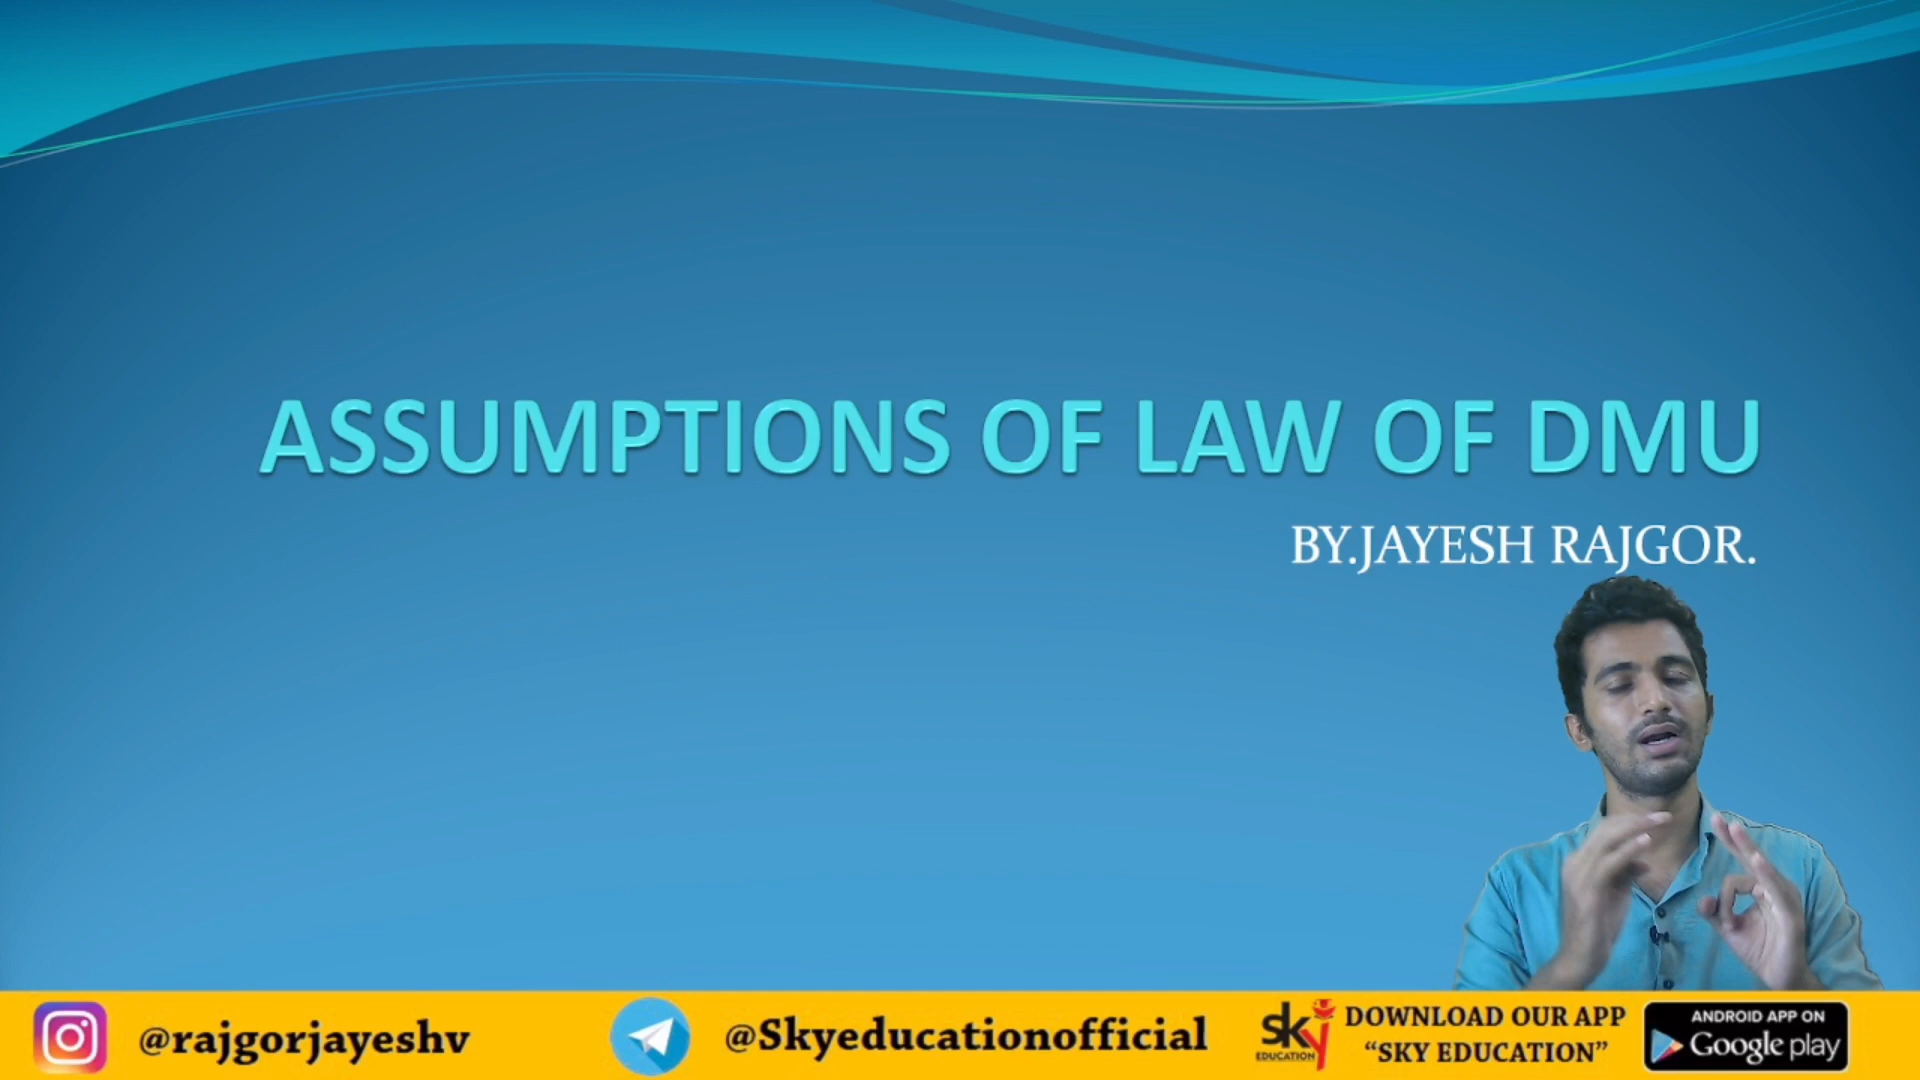 ASSUMPTIONS OF LAW OF DMU
BY.JAYESH RAJGOR.
@rajgorjayeshv
@Skyeducationofficial
sky
EDUCATION
DOWNLOAD OUR APP
“SKY EDUCATION”
ANDROID APP ON
Google play